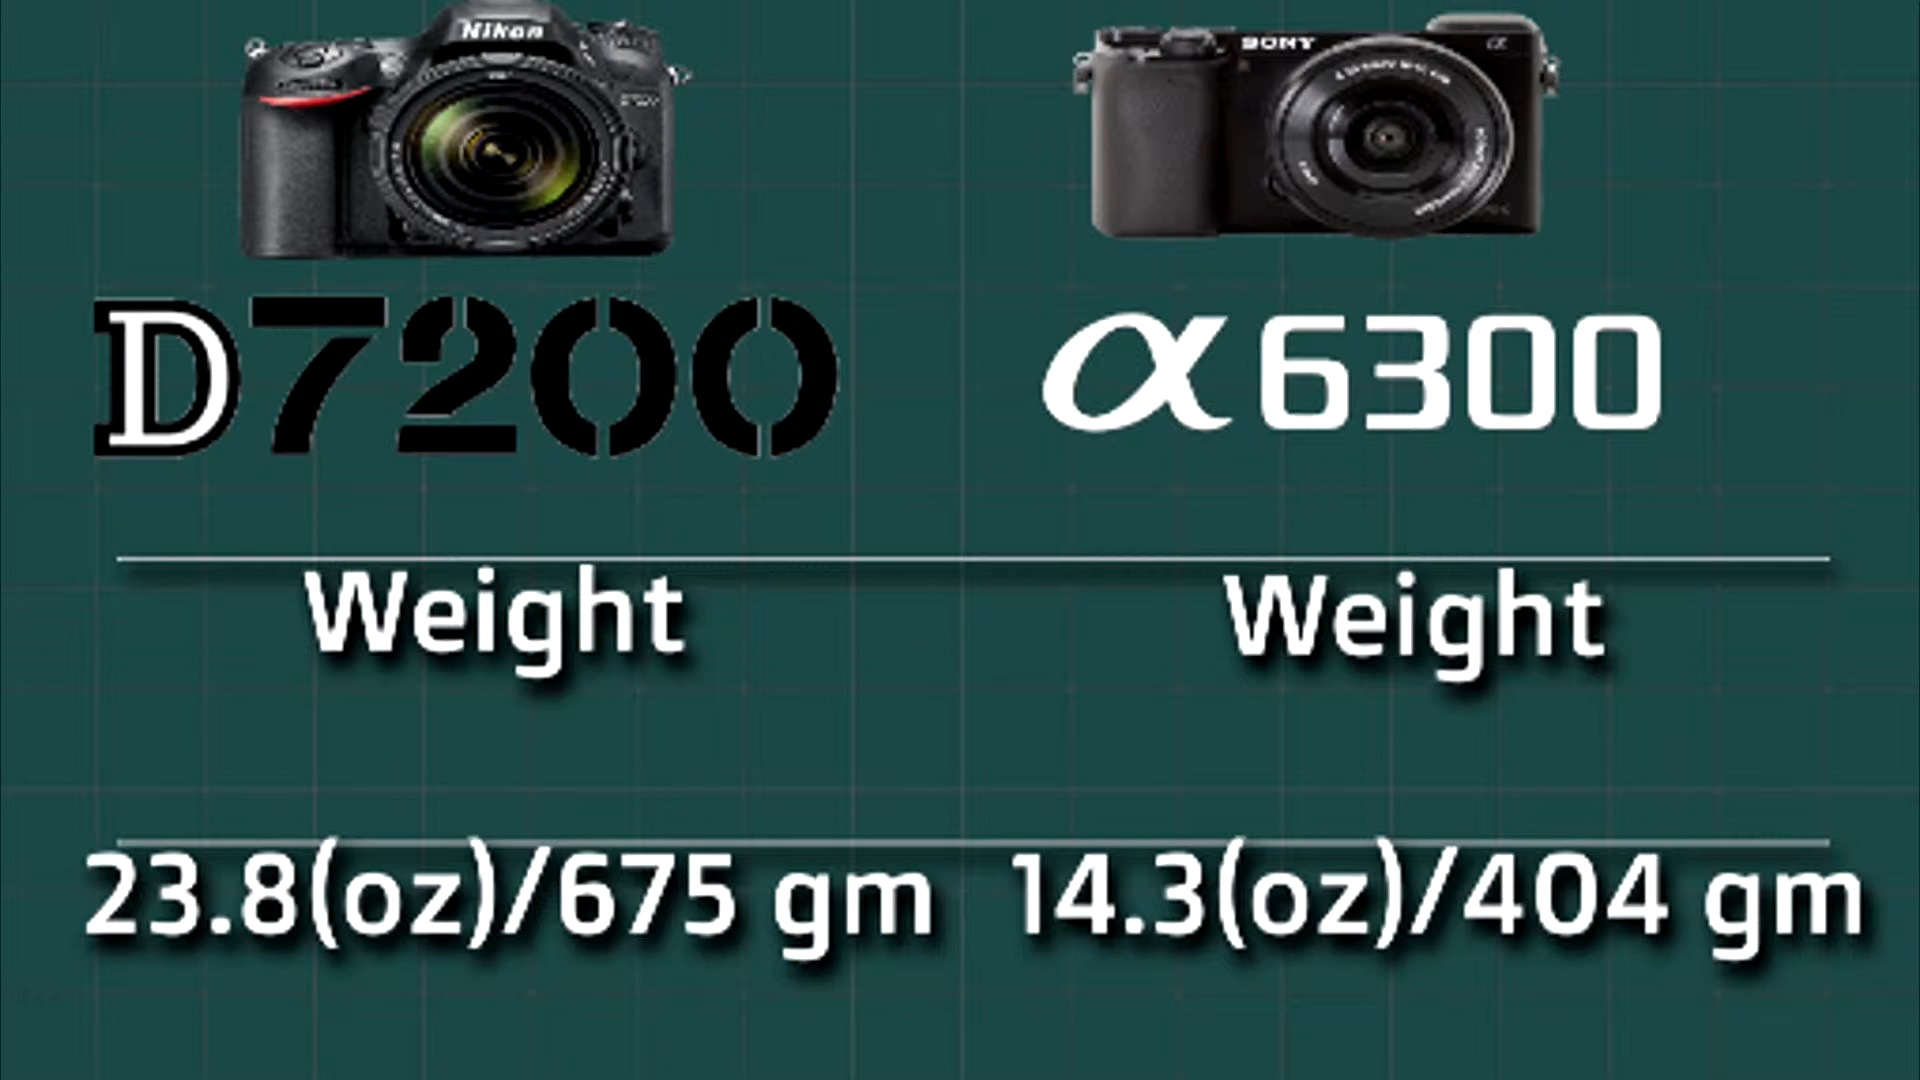 Nikon
SONY α
D7200
α6300
Weight
Weight
23.8(oz)/675 gm
14.3(oz)/404 gm